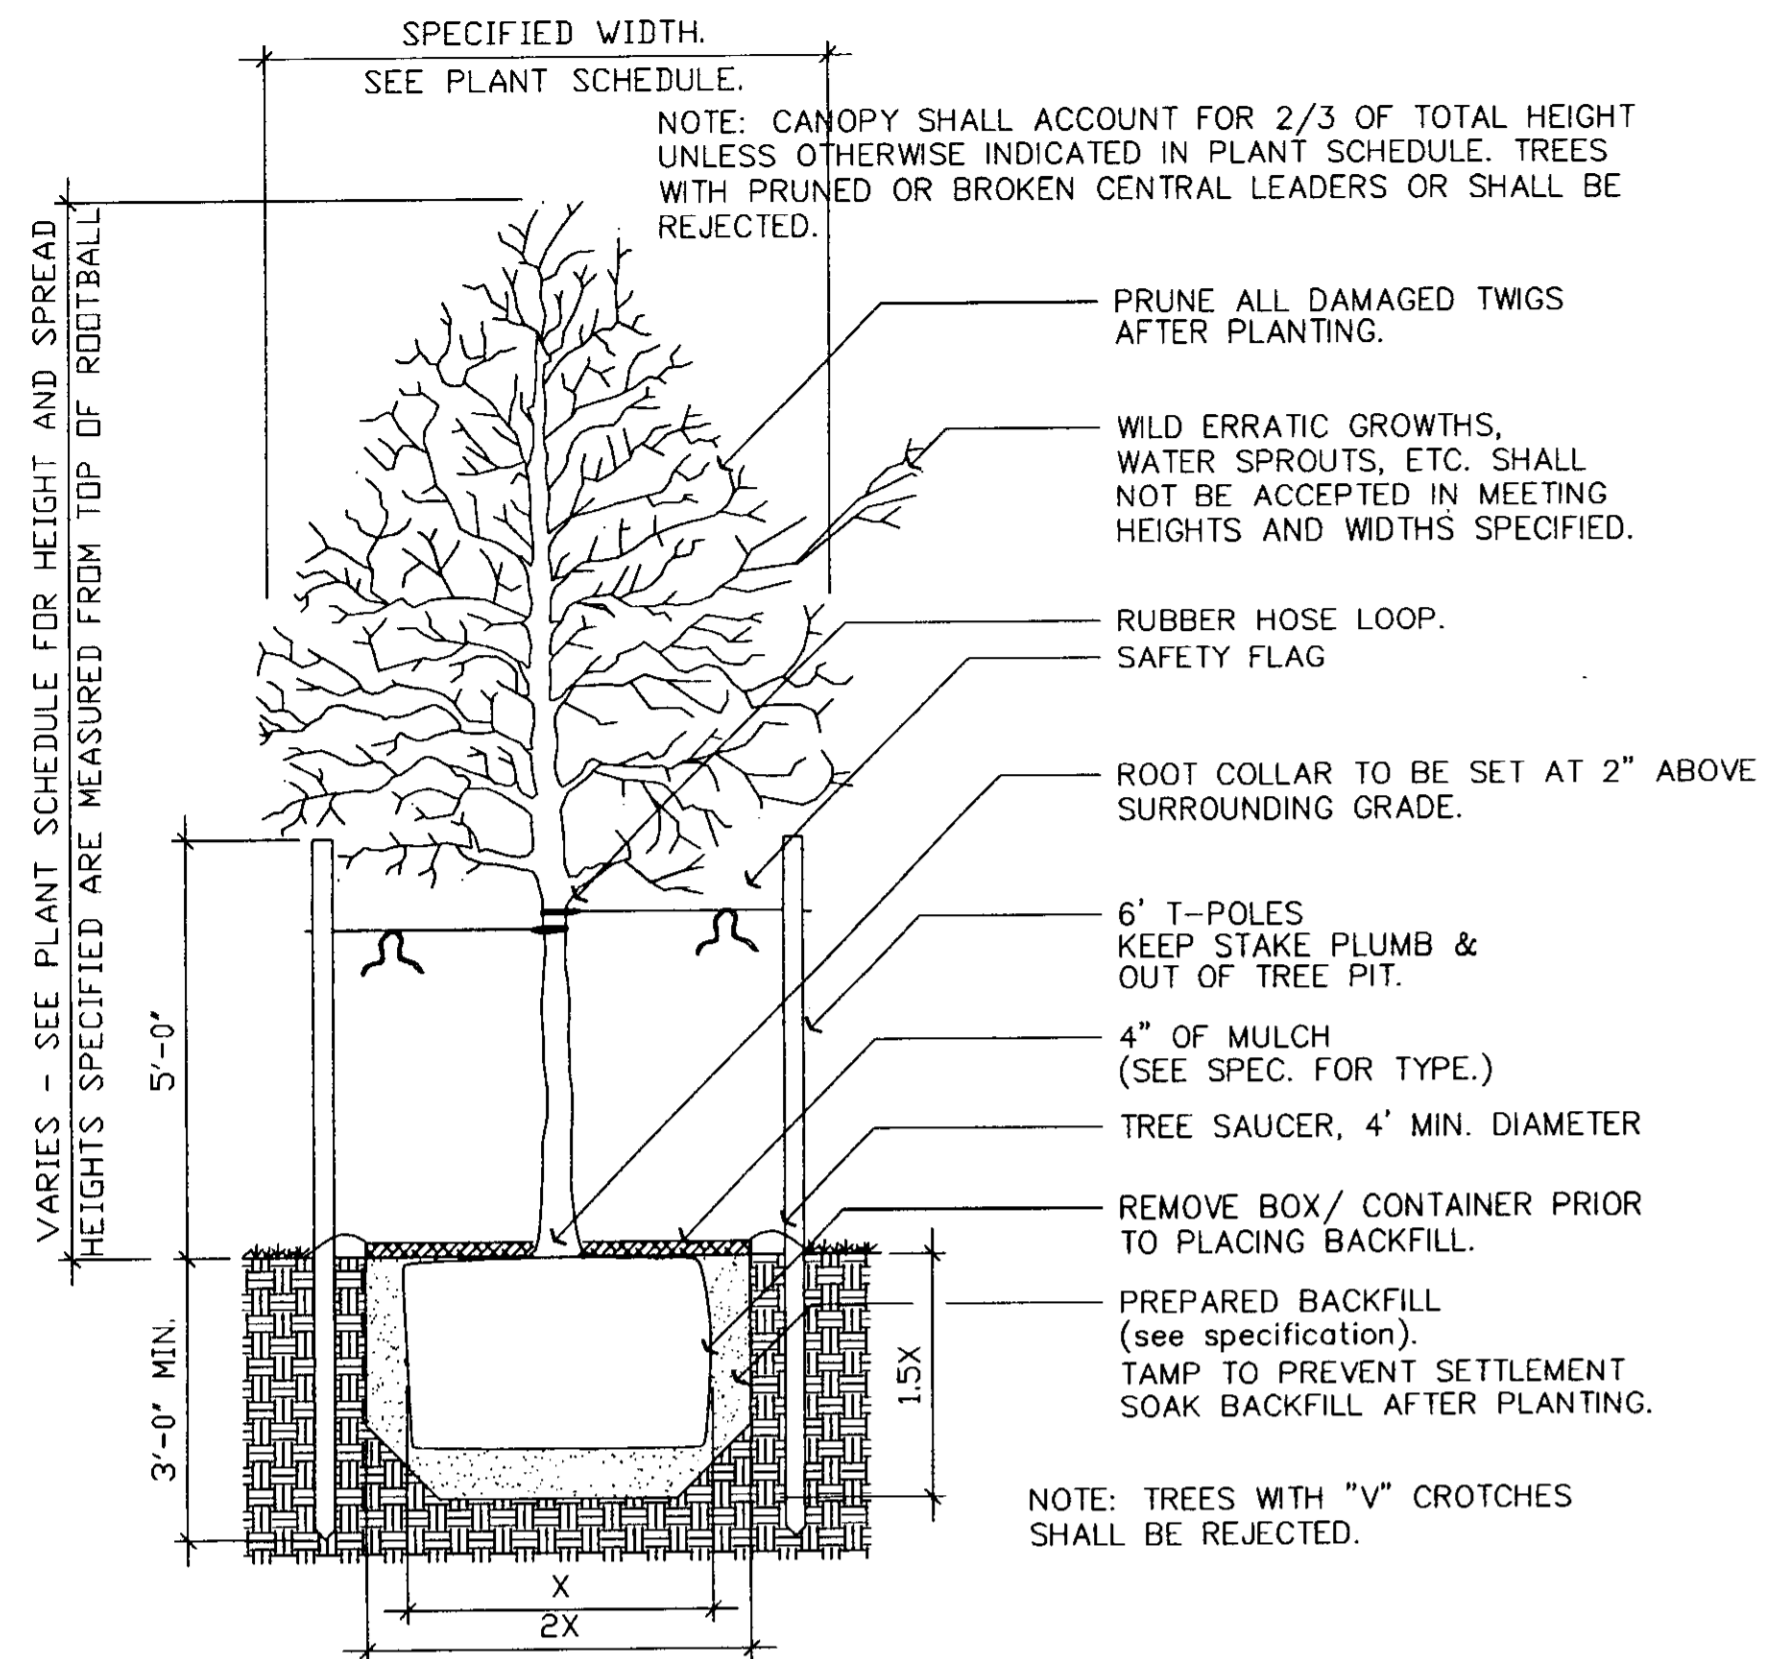 SPECIFIED WIDTH.
SEE PLANT SCHEDULE.
NOTE: CANOPY SHALL ACCOUNT FOR 2/3 OF TOTAL HEIGHT
UNLESS OTHERWISE INDICATED IN PLANT SCHEDULE. TREES
WITH PRUNED OR BROKEN CENTRAL LEADERS OR SHALL BE
REJECTED.
VARIES - SEE PLANT SCHEDULE FOR HEIGHT AND SPREAD
HEIGHTS SPECIFIED ARE MEASURED FROM TOP OF ROOTBALL
PRUNE ALL DAMAGED TWIGS
AFTER PLANTING.
WILD ERRATIC GROWTHS,
WATER SPROUTS, ETC. SHALL
NOT BE ACCEPTED IN MEETING
HEIGHTS AND WIDTHS SPECIFIED.
RUBBER HOSE LOOP.
SAFETY FLAG
ROOT COLLAR TO BE SET AT 2" ABOVE
SURROUNDING GRADE.
6' T-POLES
KEEP STAKE PLUMB &
OUT OF TREE PIT.
4" OF MULCH
(SEE SPEC. FOR TYPE.)
TREE SAUCER, 4' MIN. DIAMETER
REMOVE BOX/ CONTAINER PRIOR
TO PLACING BACKFILL.
PREPARED BACKFILL
(see specification).
TAMP TO PREVENT SETTLEMENT
SOAK BACKFILL AFTER PLANTING.
NOTE: TREES WITH "V" CROTCHES
SHALL BE REJECTED.
5'-0"
3'-0" MIN.
1.5X
X
2X